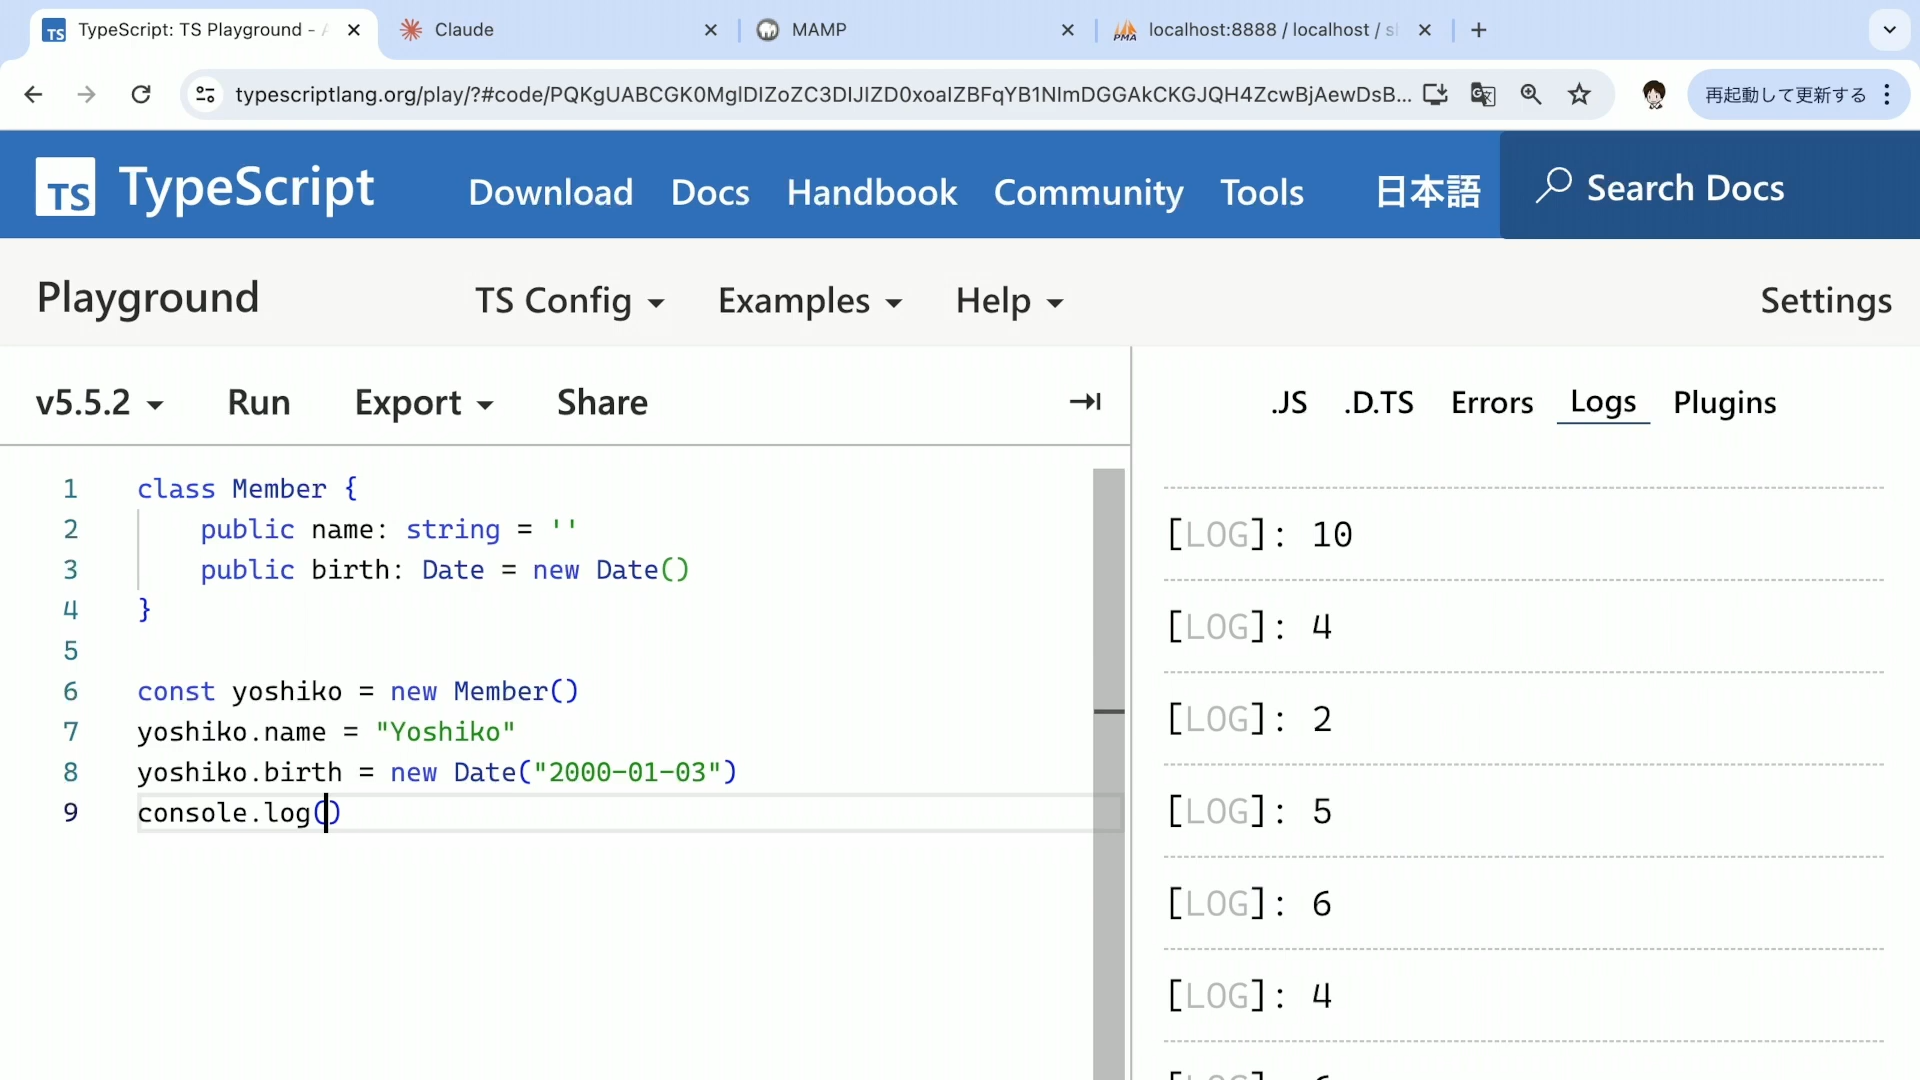 TypeScript: TS Playground -
Claude
MAMP
localhost:8888 / localhost /
typescriptlang.org/play/?#code/PQKgUABCGK0MglDIZoZC3DIJIZD0xoaIZBFqYB1NImDGGAkCKGJQH4ZcwBjAewDsB...
再起動して更新する
TS TypeScript
Download
Docs
Handbook
Community
Tools
日本語
Search Docs
Playground
TS Config
Examples
Help
Settings
v5.5.2
Run
Export
Share
.JS
.D.TS
Errors
Logs
Plugins
1 class Member {
2 public name: string = ''
3 public birth: Date = new Date()
4 }
5
6 const yoshiko = new Member()
7 yoshiko.name = "Yoshiko"
8 yoshiko.birth = new Date("2000-01-03")
9 console.log()
[LOG]: 10
[LOG]: 4
[LOG]: 2
[LOG]: 5
[LOG]: 6
[LOG]: 4